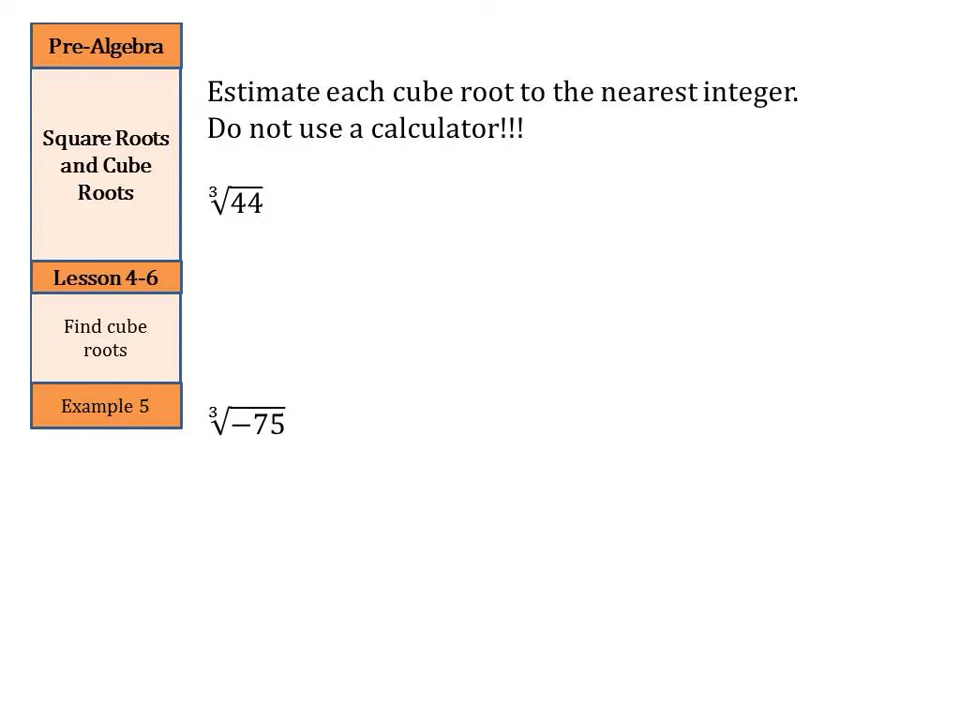 Pre-Algebra
Square Roots
and Cube
Roots
Lesson 4-6
Find cube
roots
Example 5
Estimate each cube root to the nearest integer.
Do not use a calculator!!!
∛44
∛−75